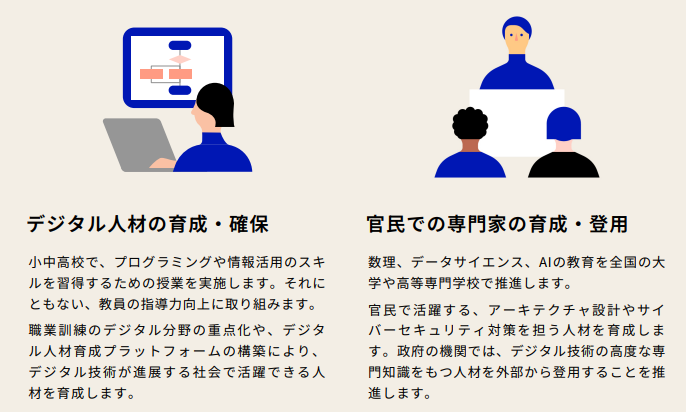 デジタル人材の育成・確保
小中高校で、プログラミングや情報活用のスキ
ルを習得するための授業を実施します。それに
ともない、教員の指導力向上に取り組みます。
職業訓練のデジタル分野の重点化や、デジタ
ル人材育成プラットフォームの構築により、
デジタル技術が進展する社会で活躍できる人
材を育成します。
官民での専門家の育成・登用
数理、データサイエンス、AIの教育を全国の大
学や高等専門学校で推進します。
官民で活躍する、アーキテクチャ設計やサイ
バーセキュリティ対策を担う人材を育成しま
す。政府の機関では、デジタル技術の高度な専
門知識をもつ人材を外部から登用することを推
進します。